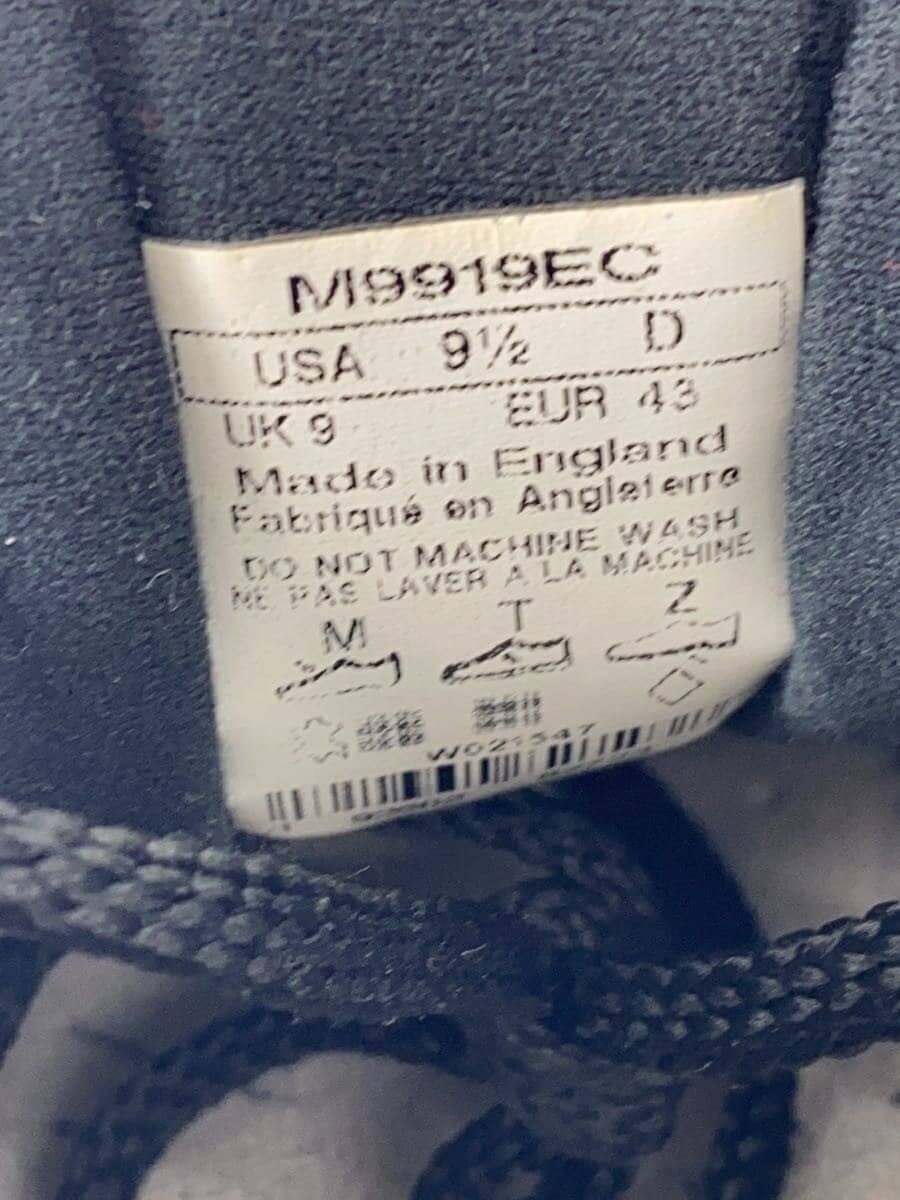 M9919EC
USA 9½ D
UK 9 EUR 43
Made in England
Fabriqué en Angleterre
DO NOT MACHINE WASH
NE PAS LAVER A LA MACHINE
M T Z